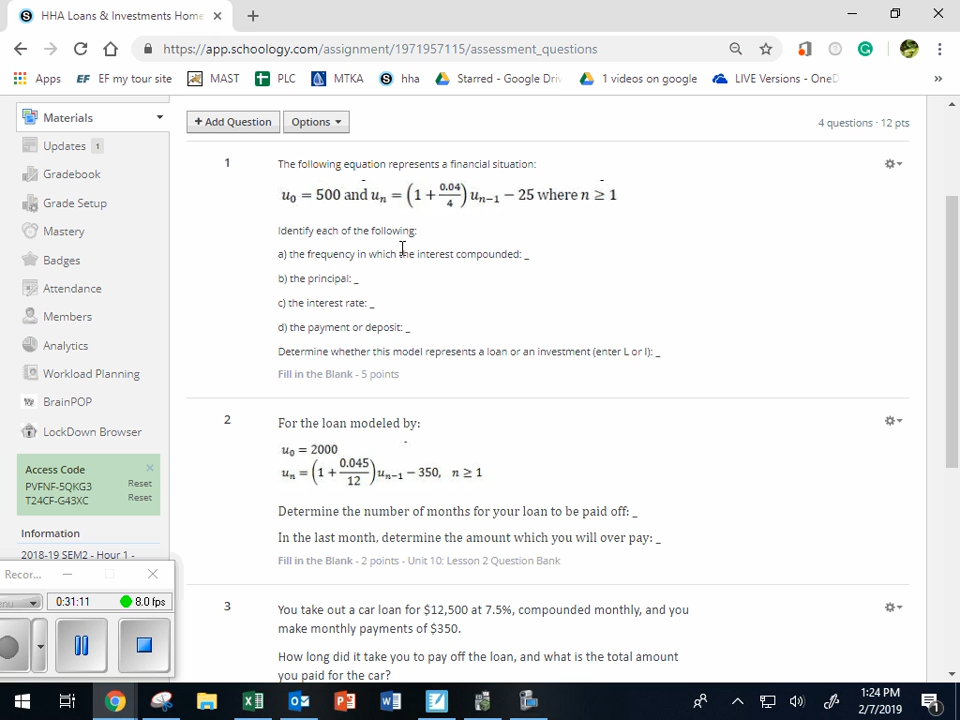 HHA Loans & Investments Home
https://app.schoology.com/assignment/1971957115/assessment_questions
Apps EF EF my tour site MAST PLC MTKA hha Starred - Google Driv 1 videos on google LIVE Versions - OneD »
Materials
Updates 1
Gradebook
Grade Setup
Mastery
Badges
Attendance
Members
Analytics
Workload Planning
BrainPOP
LockDown Browser
Access Code
PVFNF-5QKG3 Reset
T24CF-G43XC Reset
Information
2018-19 SEM2 - Hour 1 -
+ Add Question Options
4 questions · 12 pts
1
The following equation represents a financial situation:
u₀ = 500 and uₙ = (1 + 0.04/4) uₙ₋₁ − 25 where n ≥ 1
Identify each of the following:
a) the frequency in which the interest compounded: _
b) the principal: _
c) the interest rate: _
d) the payment or deposit: _
Determine whether this model represents a loan or an investment (enter L or I): _
Fill in the Blank - 5 points
2
For the loan modeled by:
u₀ = 2000
uₙ = (1 + 0.045/12) uₙ₋₁ − 350, n ≥ 1
Determine the number of months for your loan to be paid off: _
In the last month, determine the amount which you will over pay: _
Fill in the Blank - 2 points - Unit 10: Lesson 2 Question Bank
3
You take out a car loan for $12,500 at 7.5%, compounded monthly, and you
make monthly payments of $350.
How long did it take you to pay off the loan, and what is the total amount
you paid for the car?
Recor...
enu 0:31:11 8.0 fps
1:24 PM
2/7/2019
1